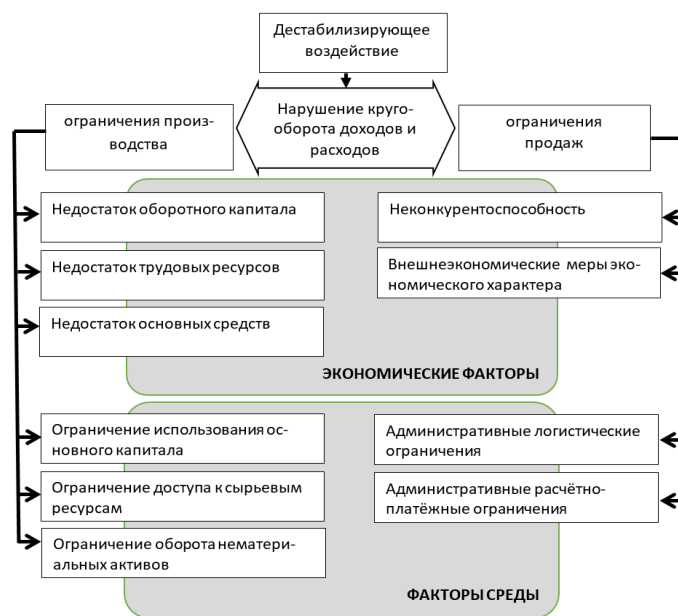 Дестабилизирующее
воздействие
ограничения произ-
водства
Нарушение круго-
оборота доходов и
расходов
ограничения
продаж
Недостаток оборотного капитала
Недостаток трудовых ресурсов
Недостаток основных средств
Неконкурентоспособность
Внешнеэкономические меры эко-
номического характера
ЭКОНОМИЧЕСКИЕ ФАКТОРЫ
Ограничение использования ос-
новного капитала
Ограничение доступа к сырьевым
ресурсам
Ограничение оборота нематери-
альных активов
Административные логистические
ограничения
Административные расчётно-
платёжные ограничения
ФАКТОРЫ СРЕДЫ